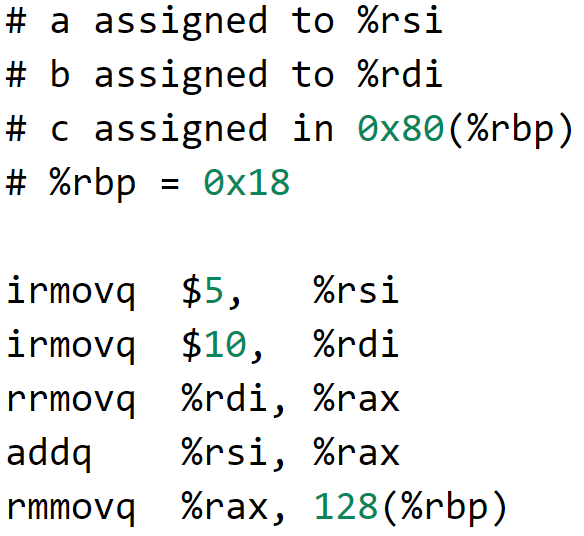 # a assigned to %rsi
# b assigned to %rdi
# c assigned in 0x80(%rbp)
# %rbp = 0x18
irmovq $5, %rsi
irmovq $10, %rdi
rrmovq %rdi, %rax
addq %rsi, %rax
rmmovq %rax, 128(%rbp)